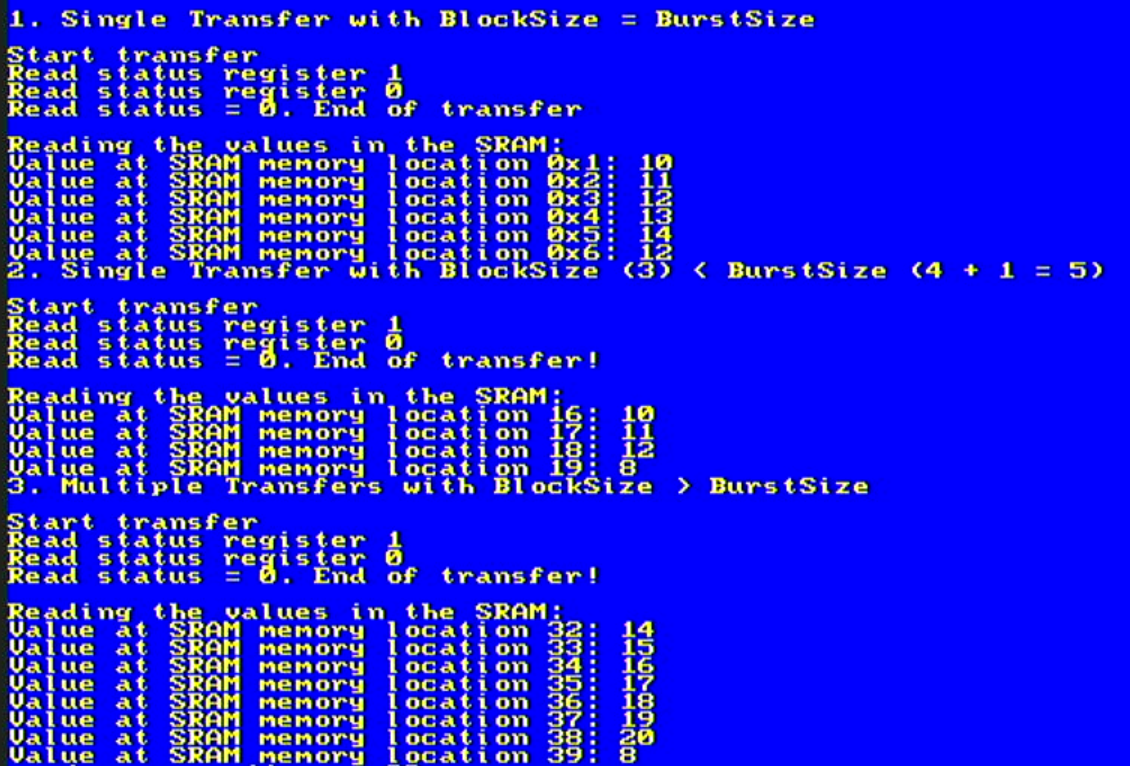 1. Single Transfer with BlockSize = BurstSize
Start transfer
Read status register 1
Read status register 0
Read status = 0. End of transfer
Reading the values in the SRAM:
Value at SRAM memory location 0x1: 10
Value at SRAM memory location 0x2: 11
Value at SRAM memory location 0x3: 12
Value at SRAM memory location 0x4: 13
Value at SRAM memory location 0x5: 14
Value at SRAM memory location 0x6: 12
2. Single Transfer with BlockSize (3) < BurstSize (4 + 1 = 5)
Start transfer
Read status register 1
Read status register 0
Read status = 0. End of transfer!
Reading the values in the SRAM:
Value at SRAM memory location 16: 10
Value at SRAM memory location 17: 11
Value at SRAM memory location 18: 12
Value at SRAM memory location 19: 8
3. Multiple Transfers with BlockSize > BurstSize
Start transfer
Read status register 1
Read status register 0
Read status = 0. End of transfer!
Reading the values in the SRAM:
Value at SRAM memory location 32: 14
Value at SRAM memory location 33: 15
Value at SRAM memory location 34: 16
Value at SRAM memory location 35: 17
Value at SRAM memory location 36: 18
Value at SRAM memory location 37: 19
Value at SRAM memory location 38: 20
Value at SRAM memory location 39: 8